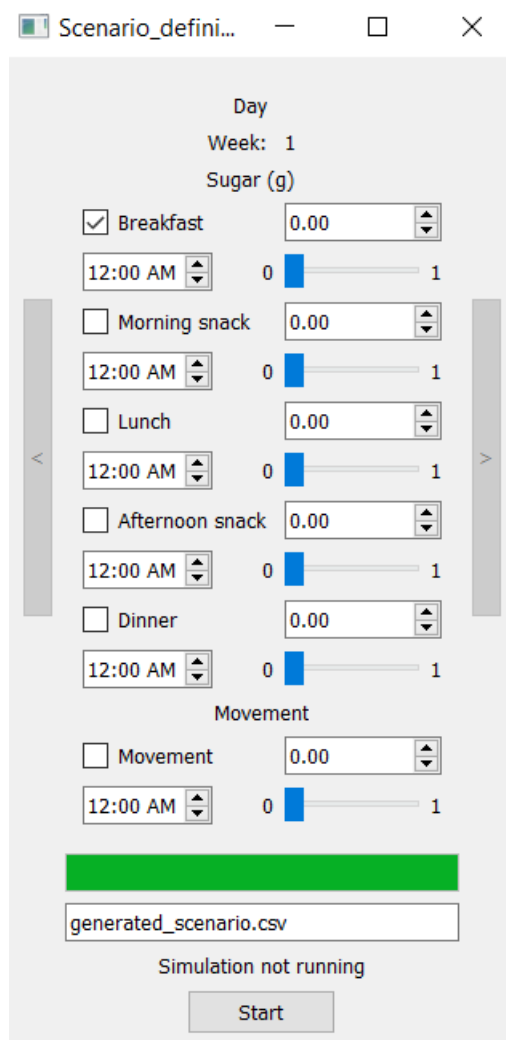 Scenario_defini...
Day
Week: 1
Sugar (g)
Breakfast 0.00
12:00 AM 0 1
Morning snack 0.00
12:00 AM 0 1
Lunch 0.00
< 12:00 AM 0 1 >
Afternoon snack 0.00
12:00 AM 0 1
Dinner 0.00
12:00 AM 0 1
Movement
Movement 0.00
12:00 AM 0 1
generated_scenario.csv
Simulation not running
Start